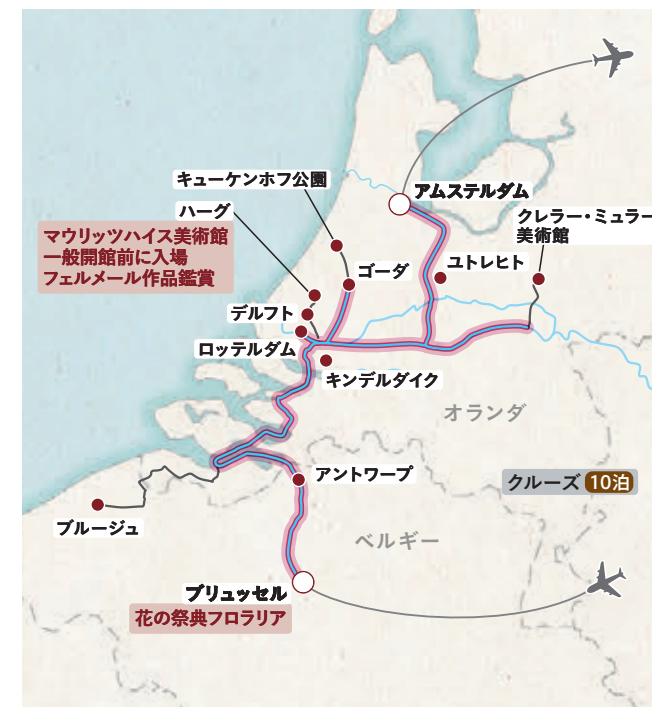 キューケンホフ公園
アムステルダム
ハーグ
クレラー・ミュラー
美術館
マウリッツハイス美術館
一般開館前に入場
フェルメール作品鑑賞
ゴーダ
ユトレヒト
デルフト
ロッテルダム
キンデルダイク
オランダ
アントワープ
クルーズ 10泊
ブルージュ
ベルギー
ブリュッセル
花の祭典フロラリア